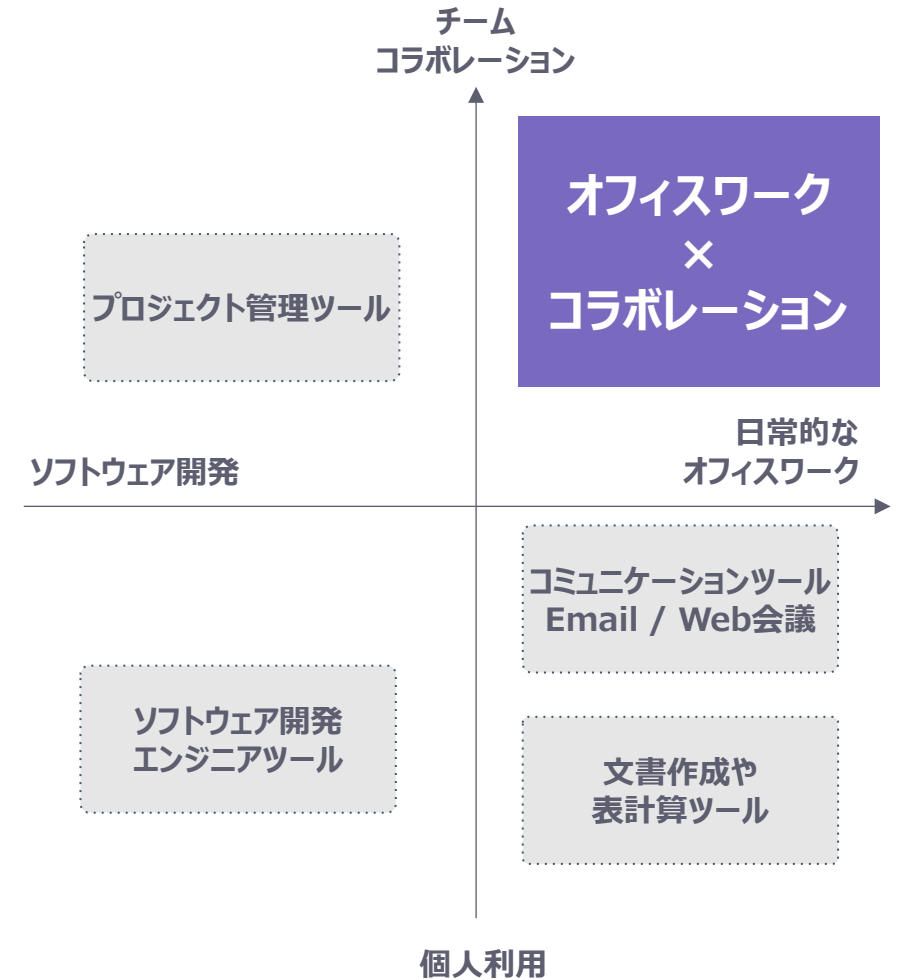 チーム
コラボレーション
オフィスワーク
×
コラボレーション
プロジェクト管理ツール
日常的な
オフィスワーク
ソフトウェア開発
コミュニケーションツール
Email / Web会議
ソフトウェア開発
エンジニアツール
文書作成や
表計算ツール
個人利用